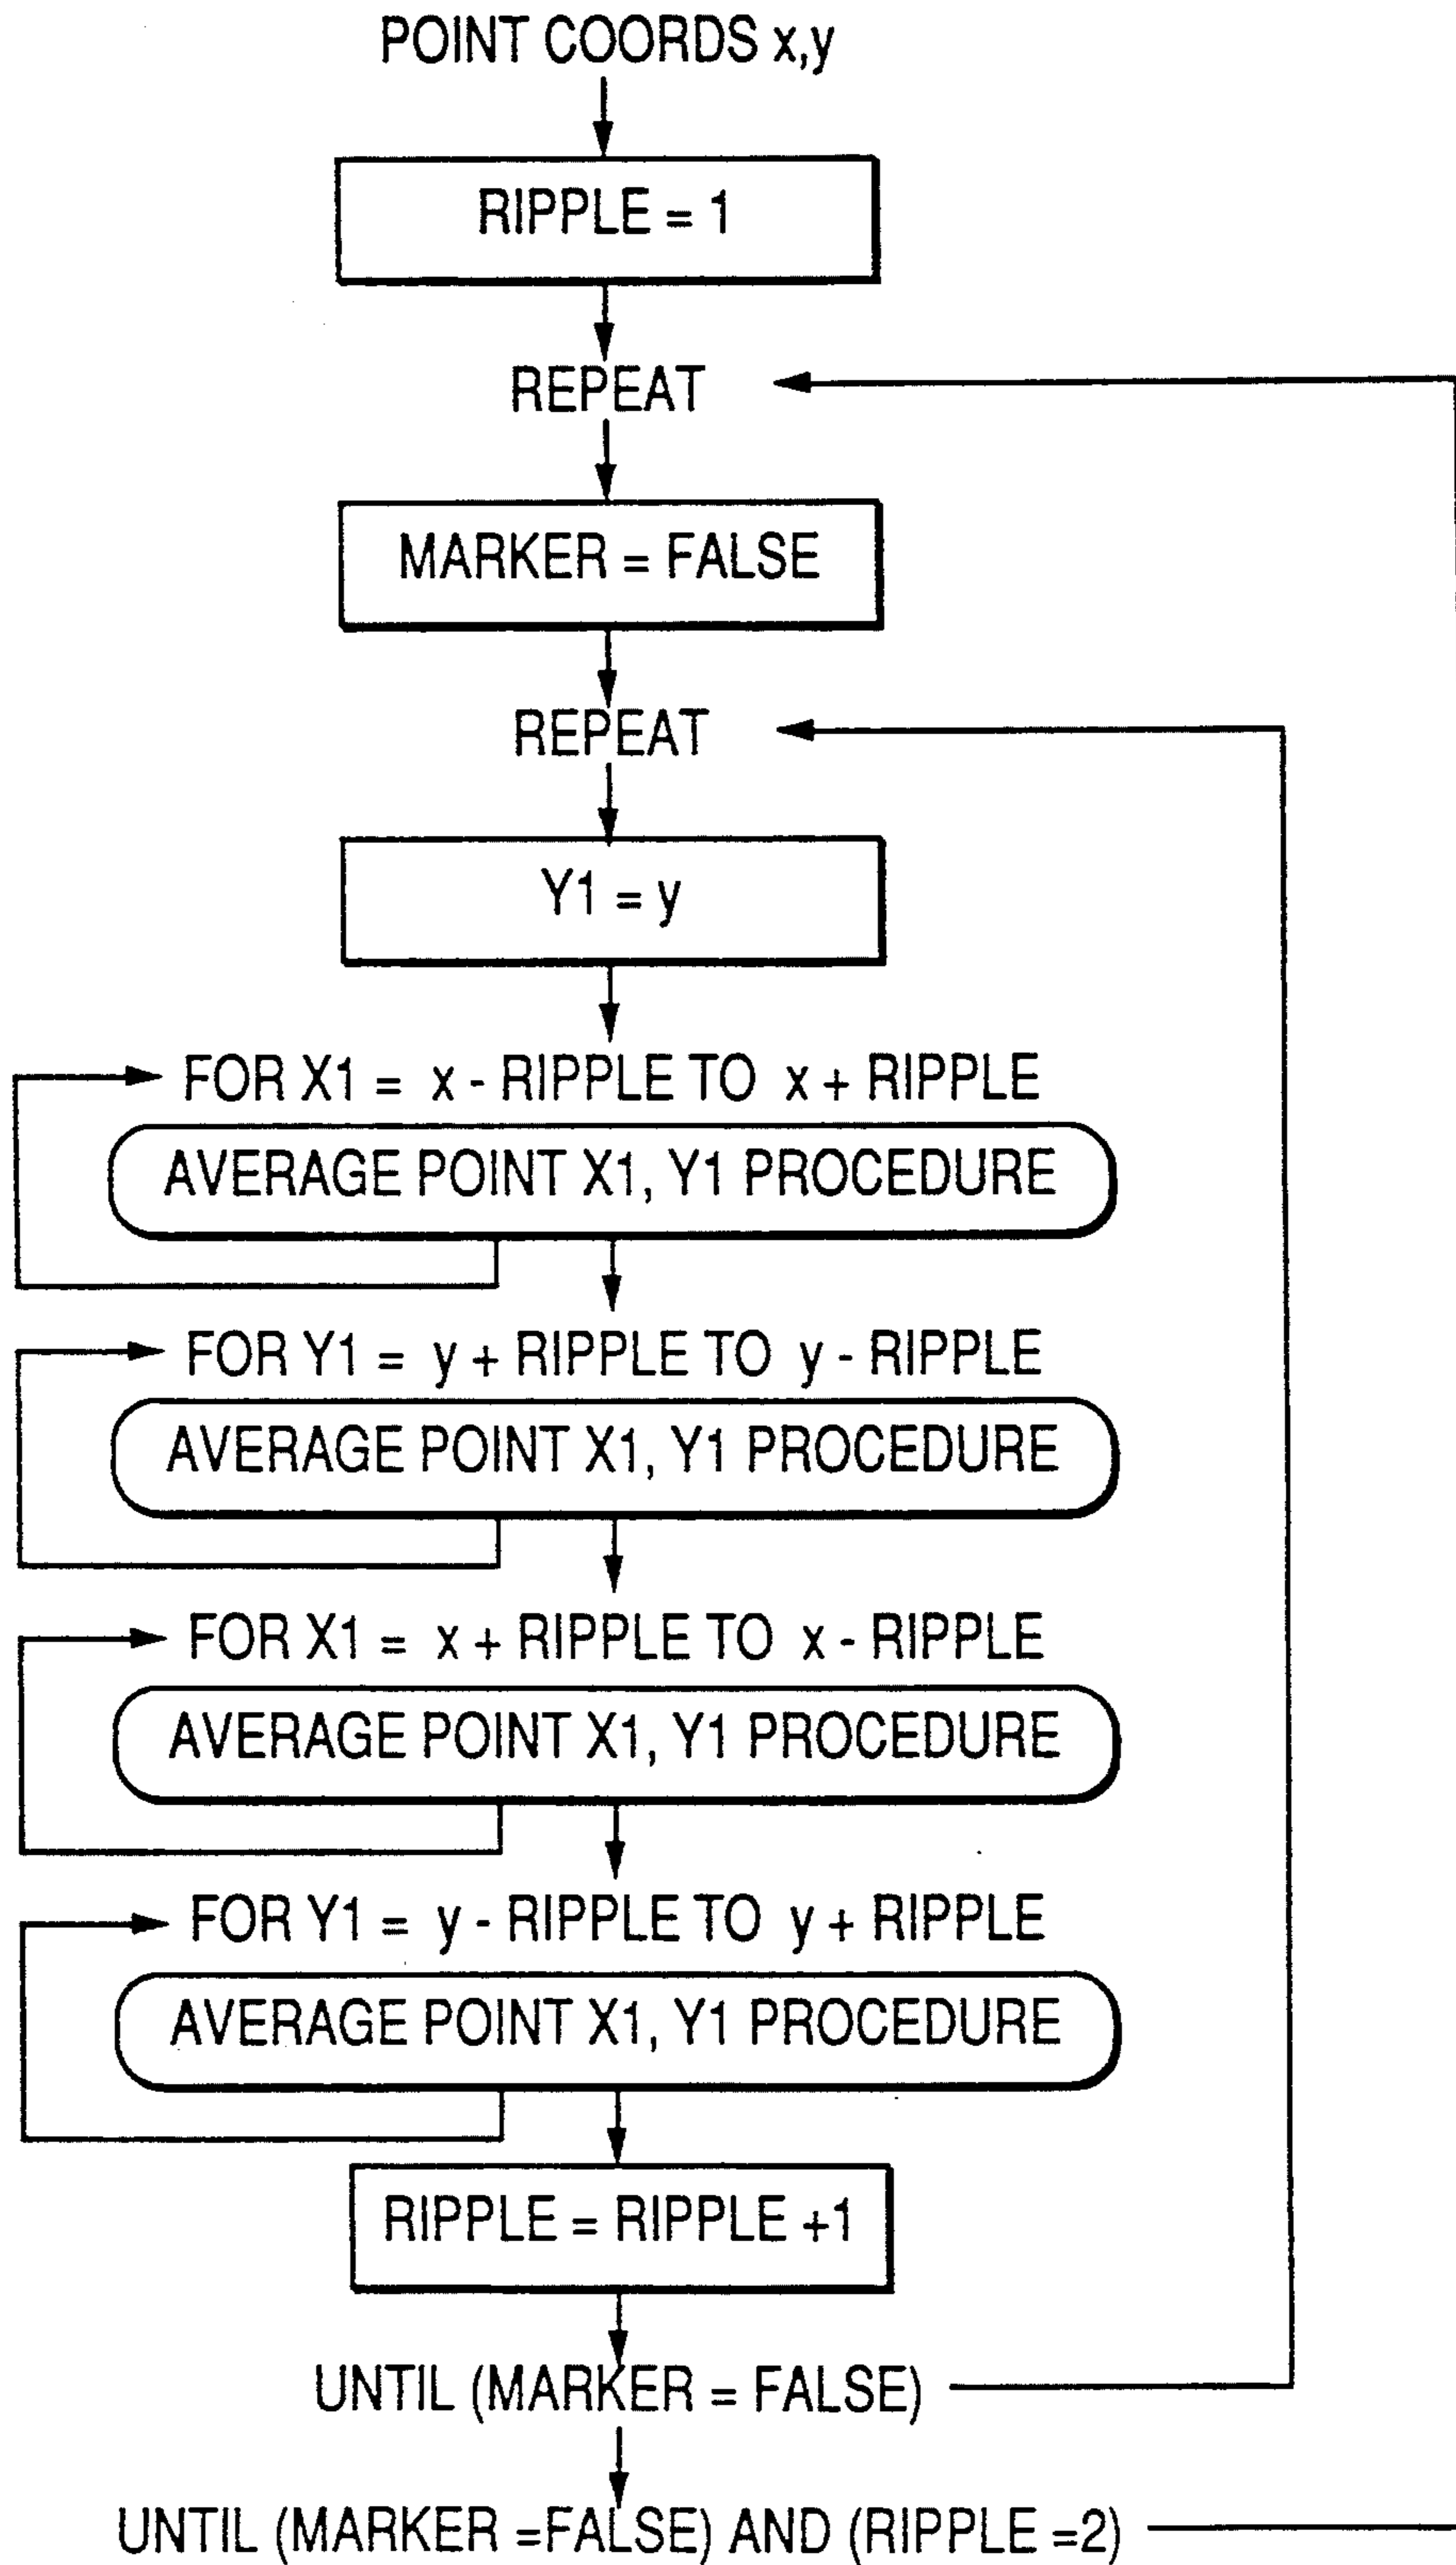 POINT COORDS x,y
RIPPLE = 1
REPEAT
MARKER = FALSE
REPEAT
Y1 = y
FOR X1 = x - RIPPLE TO x + RIPPLE
AVERAGE POINT X1, Y1 PROCEDURE
FOR Y1 = y + RIPPLE TO y - RIPPLE
AVERAGE POINT X1, Y1 PROCEDURE
FOR X1 = x + RIPPLE TO x - RIPPLE
AVERAGE POINT X1, Y1 PROCEDURE
FOR Y1 = y - RIPPLE TO y + RIPPLE
AVERAGE POINT X1, Y1 PROCEDURE
RIPPLE = RIPPLE +1
UNTIL (MARKER = FALSE)
UNTIL (MARKER =FALSE) AND (RIPPLE =2)